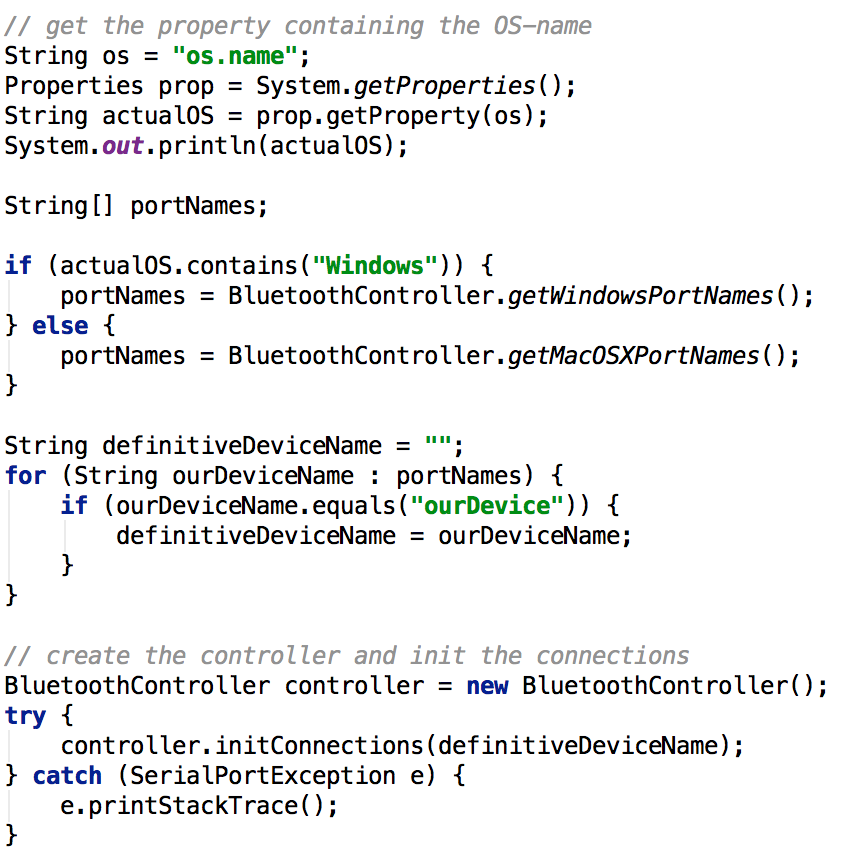 // get the property containing the OS-name
String os = "os.name";
Properties prop = System.getProperties();
String actualOS = prop.getProperty(os);
System.out.println(actualOS);
String[] portNames;
if (actualOS.contains("Windows")) {
    portNames = BluetoothController.getWindowsPortNames();
} else {
    portNames = BluetoothController.getMacOSXPortNames();
}
String definitiveDeviceName = "";
for (String ourDeviceName : portNames) {
    if (ourDeviceName.equals("ourDevice")) {
        definitiveDeviceName = ourDeviceName;
    }
}
// create the controller and init the connections
BluetoothController controller = new BluetoothController();
try {
    controller.initConnections(definitiveDeviceName);
} catch (SerialPortException e) {
    e.printStackTrace();
}